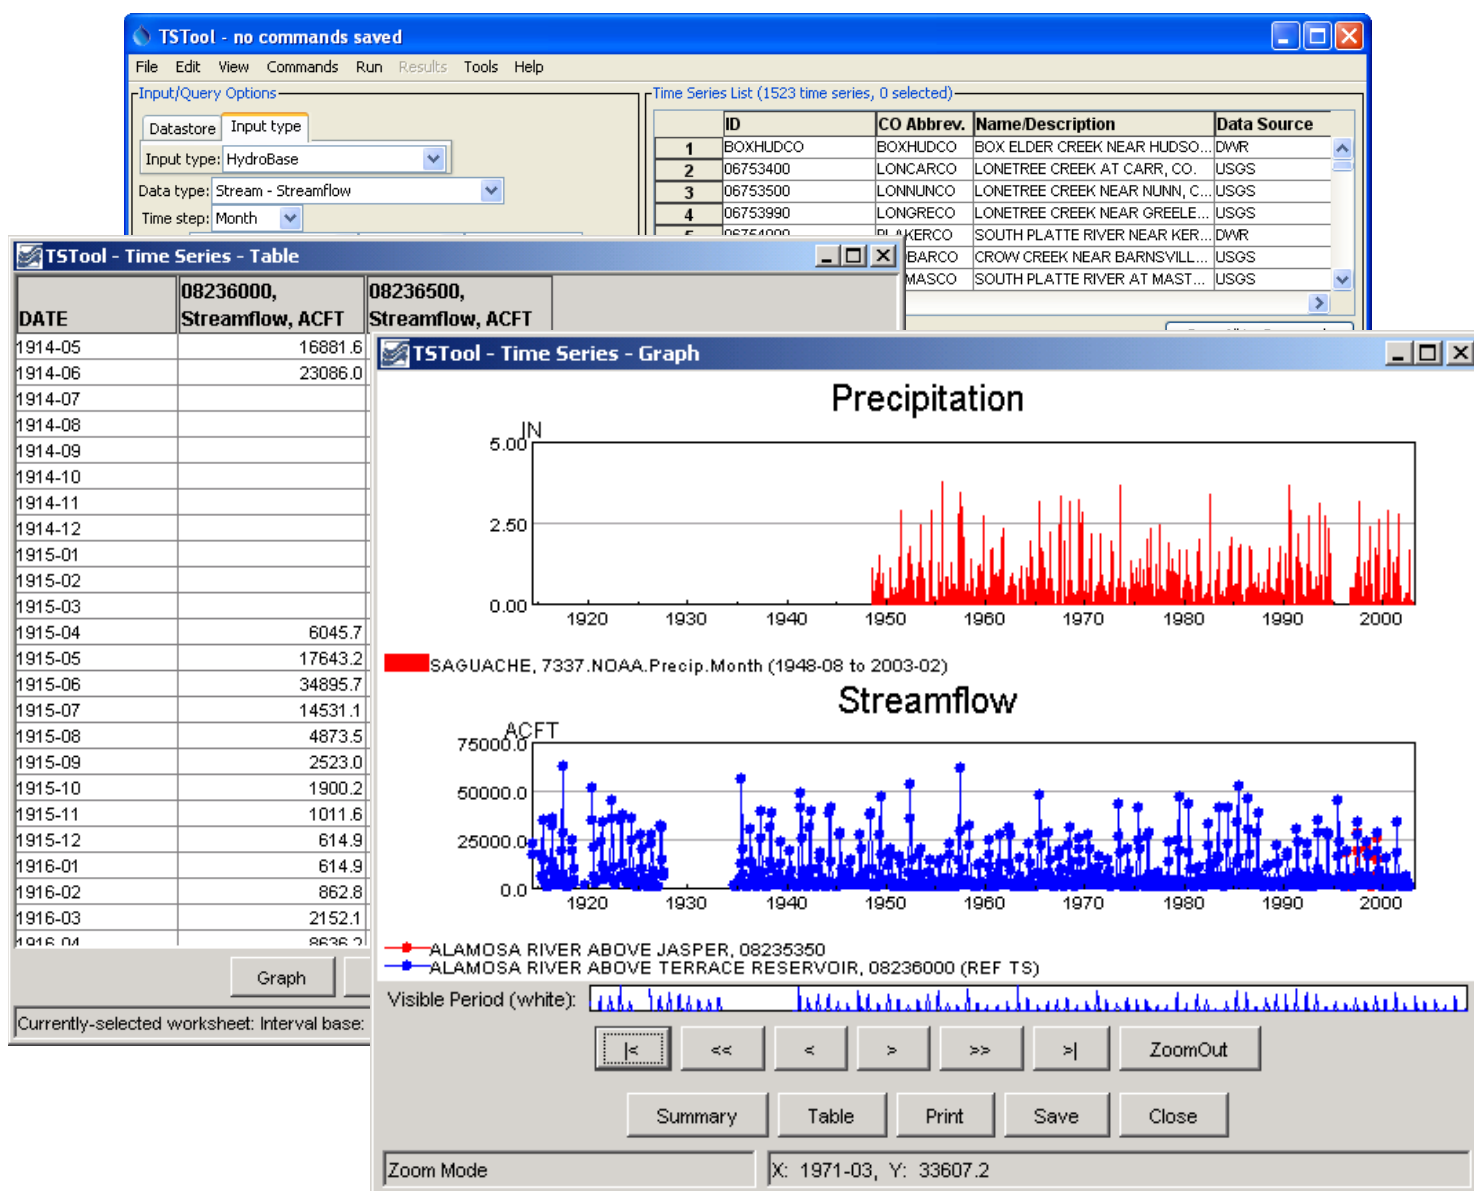 TSTool - no commands saved
File Edit View Commands Run Results Tools Help
Input/Query Options
Datastore Input type
Input type: HydroBase
Data type: Stream - Streamflow
Time step: Month
Time Series List (1523 time series, 0 selected)
ID CO Abbrev. Name/Description Data Source
1 BOXHUDCO BOXHUDCO BOX ELDER CREEK NEAR HUDSO... DWR
2 06753400 LONCARCO LONETREE CREEK AT CARR, CO. USGS
3 06753500 LONNUNCO LONETREE CREEK NEAR NUNN, C... USGS
4 06753990 LONGRECO LONETREE CREEK NEAR GREELE... USGS
SOUTH PLATTE RIVER NEAR KER... DWR
CROW CREEK NEAR BARNSVILL... USGS
MASCO SOUTH PLATTE RIVER AT MAST... USGS
TSTool - Time Series - Table
DATE 08236000, Streamflow, ACFT 08236500, Streamflow, ACFT
1914-05 16881.6
1914-06 23086.0
1914-07
1914-08
1914-09
1914-10
1914-11
1914-12
1915-01
1915-02
1915-03
1915-04 6045.7
1915-05 17643.2
1915-06 34895.7
1915-07 14531.1
1915-08 4873.5
1915-09 2523.0
1915-10 1900.2
1915-11 1011.6
1915-12 614.9
1916-01 614.9
1916-02 862.8
1916-03 2152.1
1916-04 8636.2
Graph
Currently-selected worksheet: Interval base:
TSTool - Time Series - Graph
Precipitation
IN
5.00
2.50
0.00
1920 1930 1940 1950 1960 1970 1980 1990 2000
SAGUACHE, 7337.NOAA.Precip.Month (1948-08 to 2003-02)
Streamflow
ACFT
75000.0
50000.0
25000.0
0.0
1920 1930 1940 1950 1960 1970 1980 1990 2000
ALAMOSA RIVER ABOVE JASPER, 08235350
ALAMOSA RIVER ABOVE TERRACE RESERVOIR, 08236000 (REF TS)
Visible Period (white):
|< << < > >> >| ZoomOut
Summary Table Print Save Close
Zoom Mode X: 1971-03, Y: 33607.2